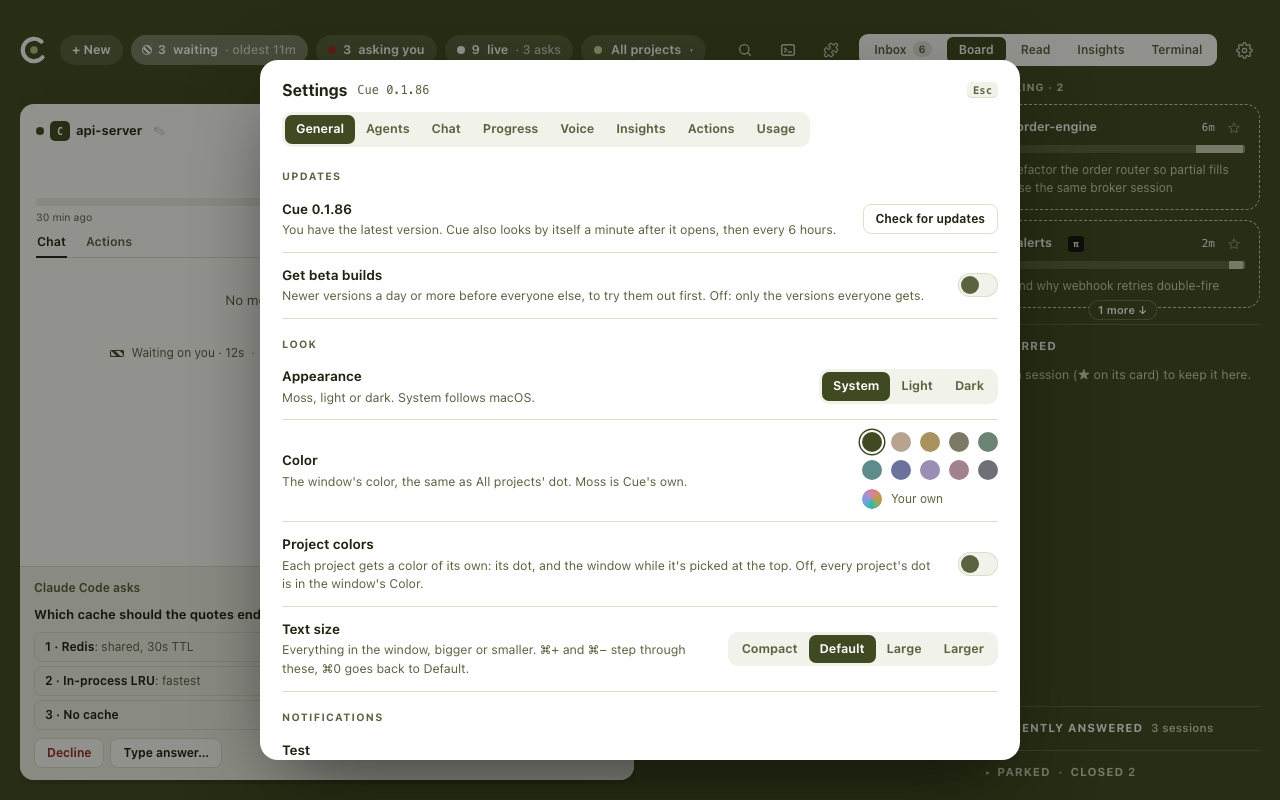 + New
3 waiting · oldest 11m
3 asking you
9 live · 3 asks
All projects
Inbox 6
Board
Read
Insights
Terminal
Settings Cue 0.1.86
Esc
General
Agents
Chat
Progress
Voice
Insights
Actions
Usage
UPDATES
Cue 0.1.86
You have the latest version. Cue also looks by itself a minute after it opens, then every 6 hours.
Check for updates
Get beta builds
Newer versions a day or more before everyone else, to try them out first. Off: only the versions everyone gets.
LOOK
Appearance
Moss, light or dark. System follows macOS.
System
Light
Dark
Color
The window's color, the same as All projects' dot. Moss is Cue's own.
Your own
Project colors
Each project gets a color of its own: its dot, and the window while it's picked at the top. Off, every project's dot
is in the window's Color.
Text size
Everything in the window, bigger or smaller. ⌘+ and ⌘− step through
these, ⌘0 goes back to Default.
Compact
Default
Large
Larger
NOTIFICATIONS
Test
C api-server
30 min ago
Chat
Actions
No
Waiting on you · 12s ·
Claude Code asks
Which cache should the quotes
1 · Redis: shared, 30s TTL
2 · In-process LRU: fastest
3 · No cache
Decline
Type answer...
· 2
order-engine
6m
the order router so partial fills
the same broker session
alerts
π
2m
why webhook retries double-fire
1 more ↓
session (★ on its card) to keep it here.
ANSWERED 3 sessions
PARKED · CLOSED 2